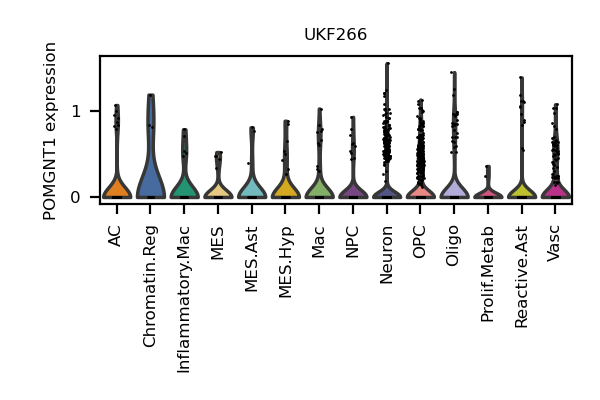 UKF266
POMGNT1 expression
1
0
AC
Chromatin.Reg
Inflammatory.Mac
MES
MES.Ast
MES.Hyp
Mac
NPC
Neuron
OPC
Oligo
Prolif.Metab
Reactive.Ast
Vasc